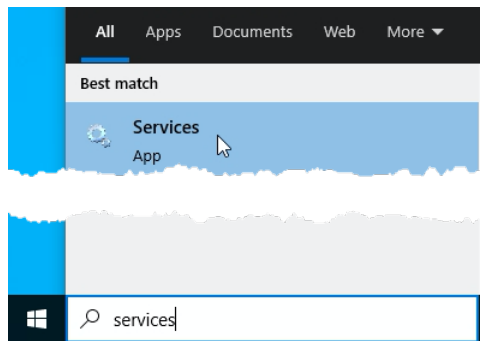 All Apps Documents Web More
Best match
Services
App
services